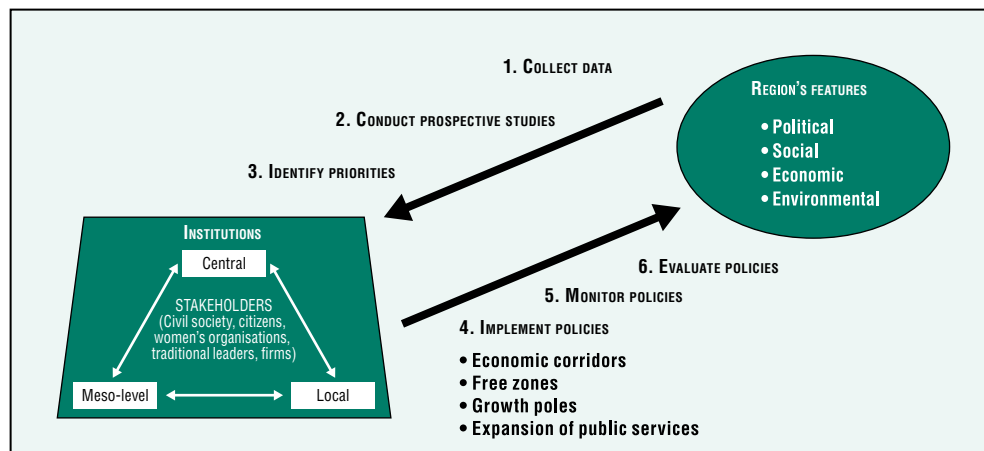 1. Collect data
2. Conduct prospective studies
3. Identify priorities
Region's features
• Political
• Social
• Economic
• Environmental
Institutions
Central
STAKEHOLDERS
(Civil society, citizens,
women's organisations,
traditional leaders, firms)
Meso-level
Local
6. Evaluate policies
5. Monitor policies
4. Implement policies
• Economic corridors
• Free zones
• Growth poles
• Expansion of public services